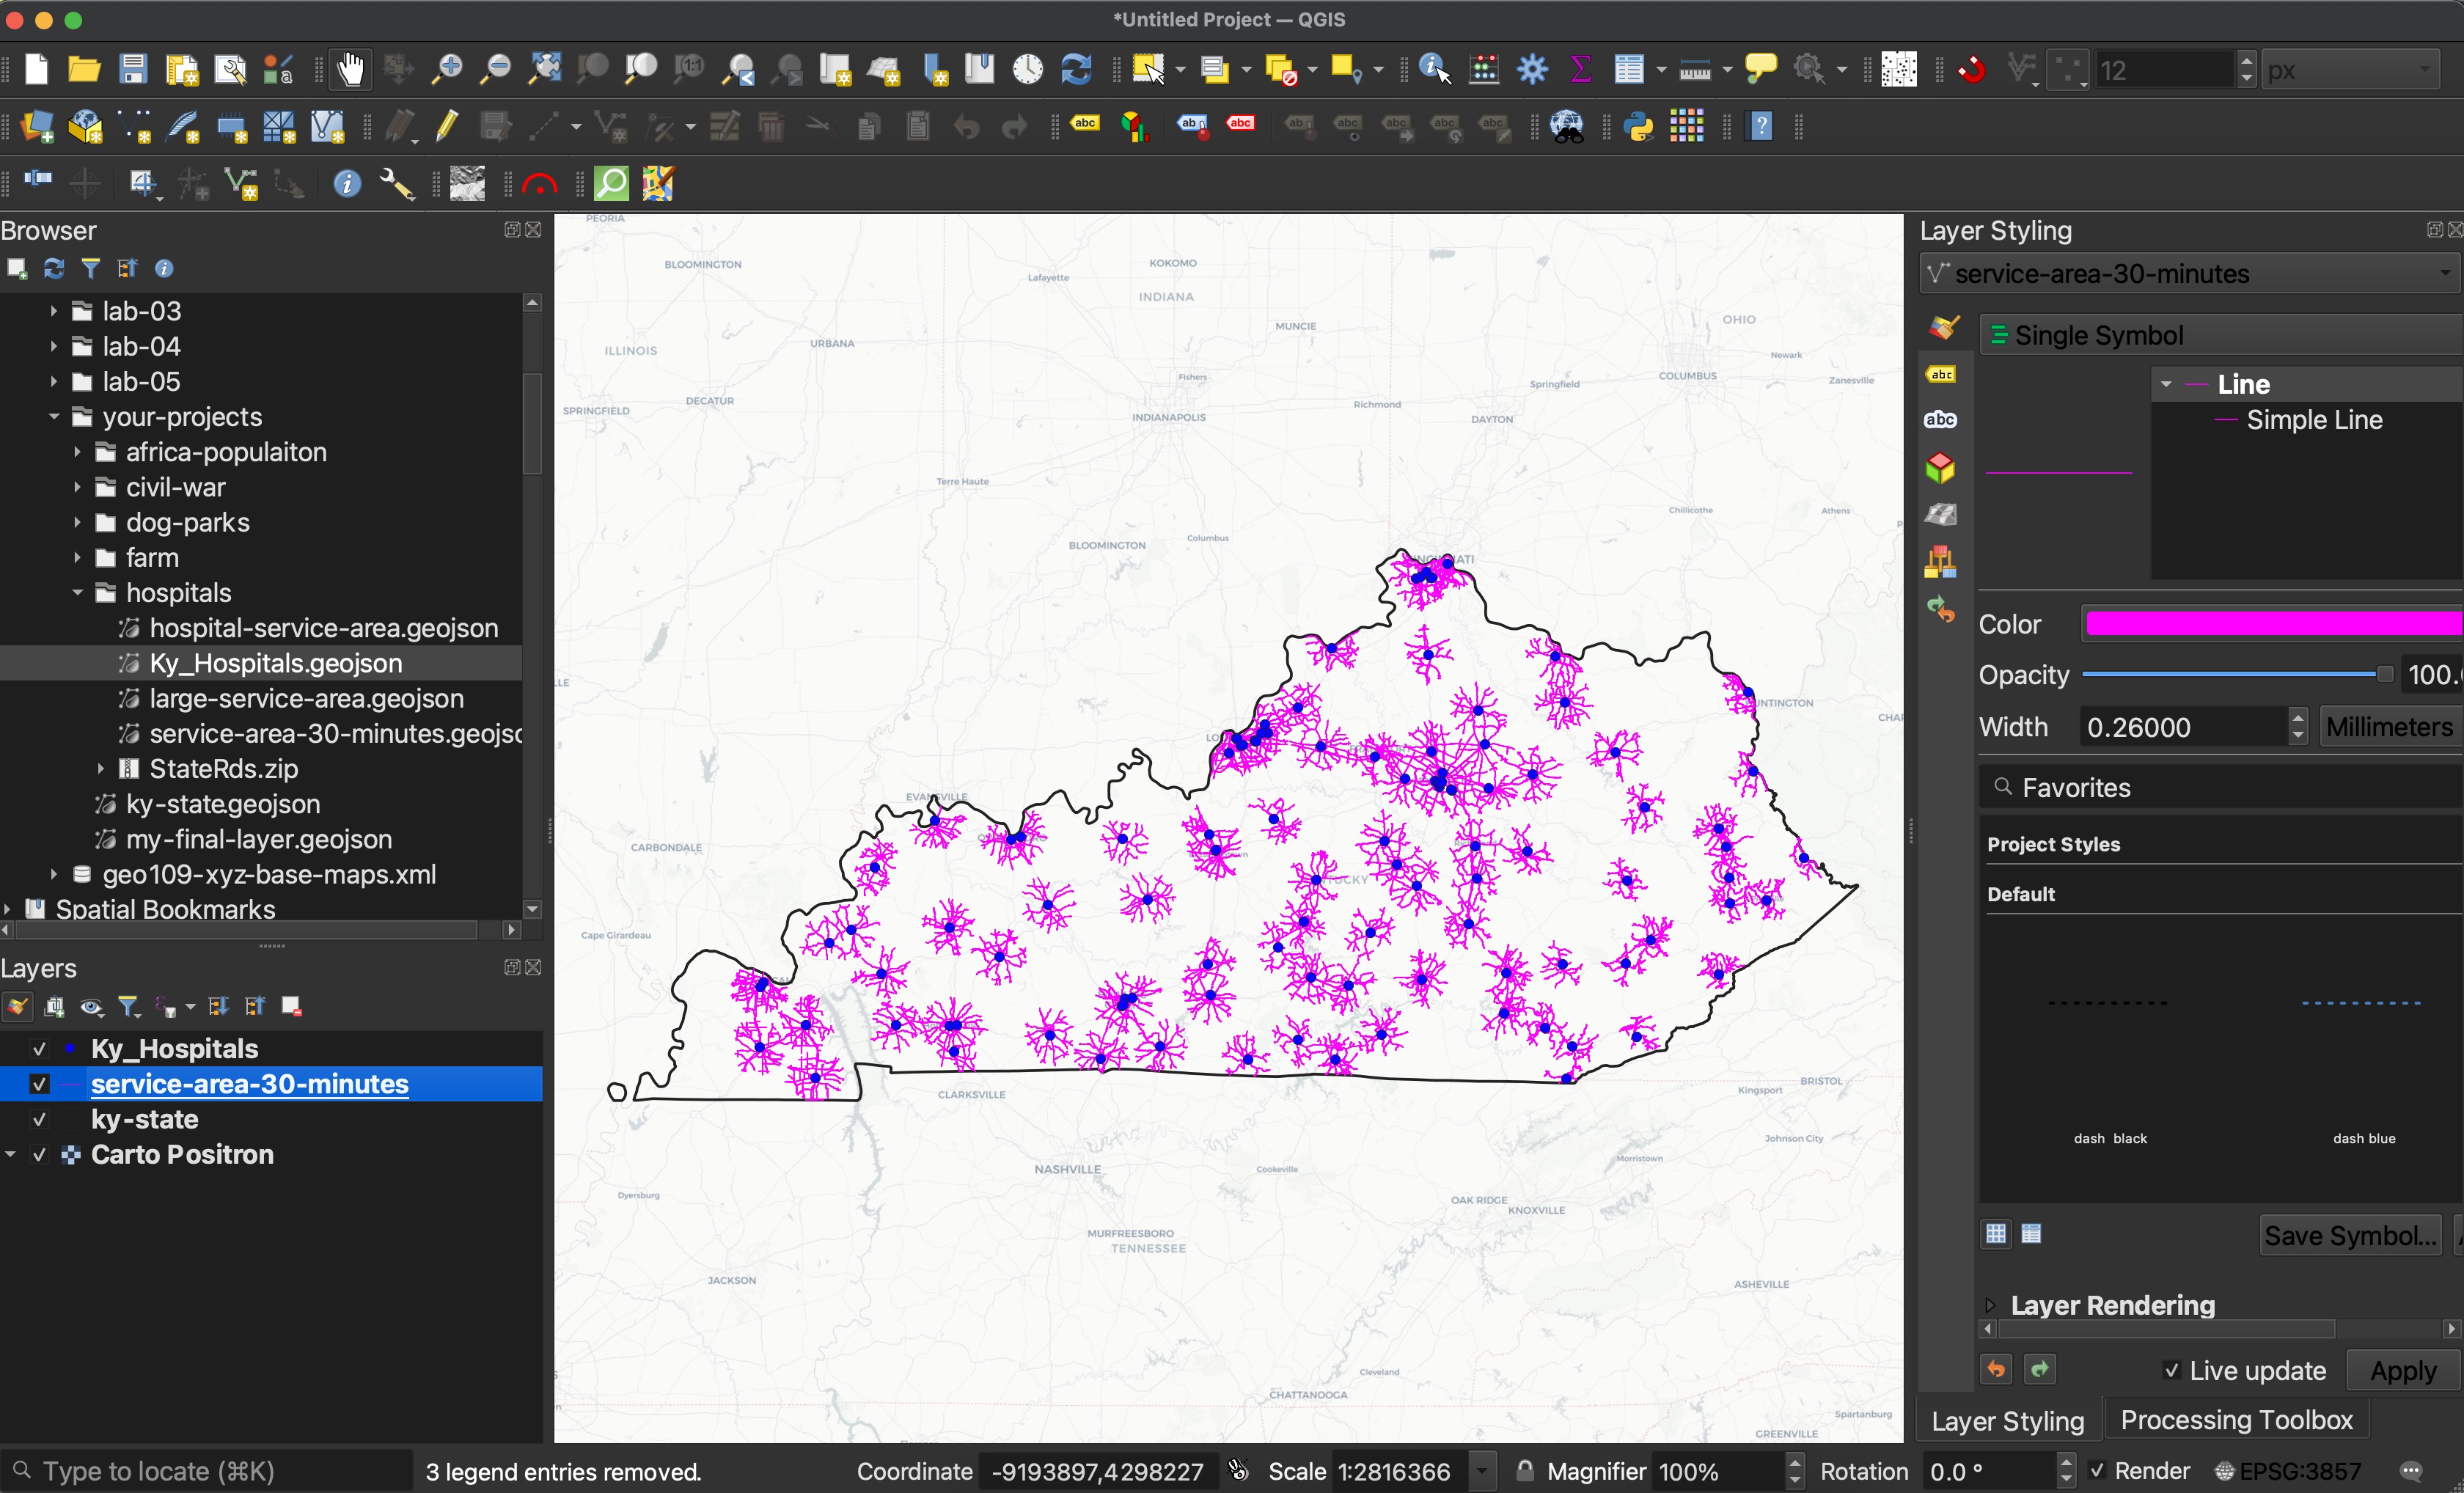 *Untitled Project — QGIS
12
px
Browser
lab-03
lab-04
lab-05
your-projects
africa-populaiton
civil-war
dog-parks
farm
hospitals
hospital-service-area.geojson
Ky_Hospitals.geojson
large-service-area.geojson
service-area-30-minutes.geojso
StateRds.zip
ky-state.geojson
my-final-layer.geojson
geo109-xyz-base-maps.xml
Spatial Bookmarks
Layers
Ky_Hospitals
service-area-30-minutes
ky-state
Carto Positron
PEORIA
BLOOMINGTON
Lafayette
KOKOMO
INDIANA
MUNCIE
OHIO
ILLINOIS
URBANA
Newark
Fishers
COLUMBUS
Zanesville
Springfield
SPRINGFIELD
DECATUR
Richmond
INDIANAPOLIS
DAYTON
Terre Haute
Chillicothe
Athens
BLOOMINGTON
Columbus
EVANSVILLE
CARBONDALE
Cape Girardeau
CLARKSVILLE
Kingsport
BRISTOL
Johnson City
NASHVILLE
Cookeville
Morristown
Dyersburg
OAK RIDGE
KNOXVILLE
MURFREESBORO
TENNESSEE
JACKSON
ASHEVILLE
Cleveland
CHATTANOOGA
Spartanburg
GREENVILLE
Layer Styling
service-area-30-minutes
Single Symbol
Line
Simple Line
Color
Opacity
100.
Width
0.26000
Millimeters
Favorites
Project Styles
Default
dash black
dash blue
Save Symbol...
Layer Rendering
Live update
Apply
Layer Styling
Processing Toolbox
Type to locate (⌘K)
3 legend entries removed.
Coordinate
-9193897,4298227
Scale
1:2816366
Magnifier
100%
Rotation
0.0 °
Render
EPSG:3857